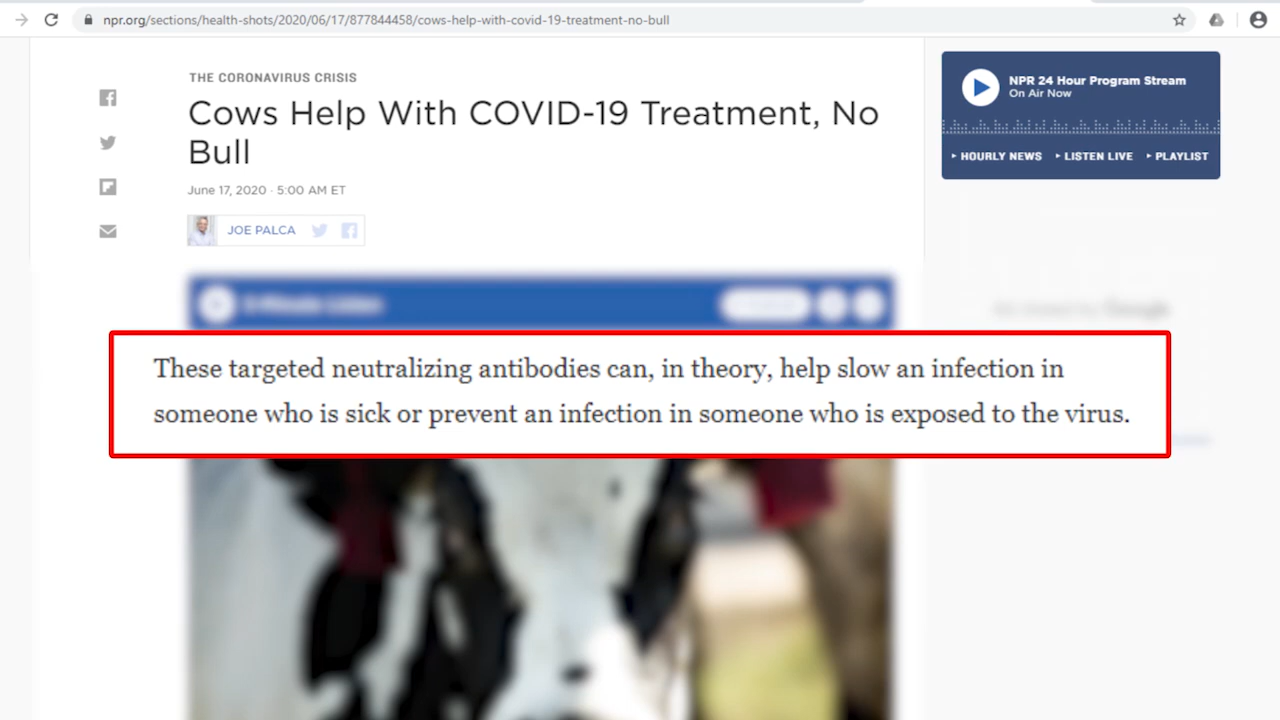 npr.org/sections/health-shots/2020/06/17/877844458/cows-help-with-covid-19-treatment-no-bull
THE CORONAVIRUS CRISIS
Cows Help With COVID-19 Treatment, No
Bull
June 17, 2020 · 5:00 AM ET
JOE PALCA
NPR 24 Hour Program Stream
On Air Now
HOURLY NEWS
LISTEN LIVE
PLAYLIST
These targeted neutralizing antibodies can, in theory, help slow an infection in
someone who is sick or prevent an infection in someone who is exposed to the virus.